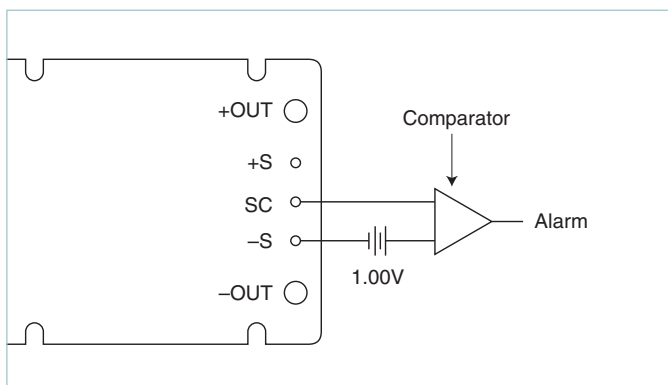 +OUT
Comparator
+S
SC
Alarm
–S
1.00V
–OUT